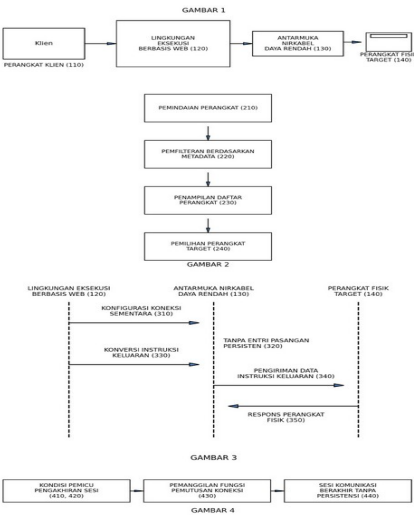 GAMBAR 1
Klien
PERANGKAT KLIEN (110)
LINGKUNGAN
EKSEKUSI
BERBASIS WEB (120)
ANTARMUKA
NIRKABEL
DAYA RENDAH (130)
PERANGKAT FISI
TARGET (140)
PEMINDAIAN PERANGKAT (210)
PEMFILTERAN BERDASARKAN
METADATA (220)
PENAMPILAN DAFTAR
PERANGKAT (230)
PEMILIHAN PERANGKAT
TARGET (240)
GAMBAR 2
LINGKUNGAN EKSEKUSI
BERBASIS WEB (120)
ANTARMUKA NIRKABEL
DAYA RENDAH (130)
PERANGKAT FISIK
TARGET (140)
KONFIGURASI KONEKSI
SEMENTARA (310)
TANPA ENTRI PASANGAN
PERSISTEN (320)
KONVERSI INSTRUKSI
KELUARAN (330)
PENGIRIMAN DATA
INSTRUKSI KELUARAN (340)
RESPONS PERANGKAT
FISIK (350)
GAMBAR 3
KONDISI PEMICU
PENGAKHIRAN SESI
(410, 420)
PEMANGGILAN FUNGSI
PEMUTUSAN KONEKSI
(430)
SESI KOMUNIKASI
BERAKHIR TANPA
PERSISTENSI (440)
GAMBAR 4